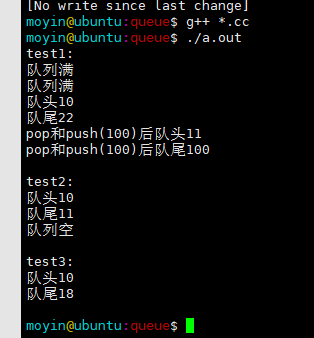 [No write since last change]
moyin@ubuntu:queue$ g++ *.cc
moyin@ubuntu:queue$ ./a.out
test1:
队列满
队列满
队头10
队尾22
pop和push(100)后队头11
pop和push(100)后队尾100
test2:
队头10
队尾11
队列空
test3:
队头10
队尾18
moyin@ubuntu:queue$